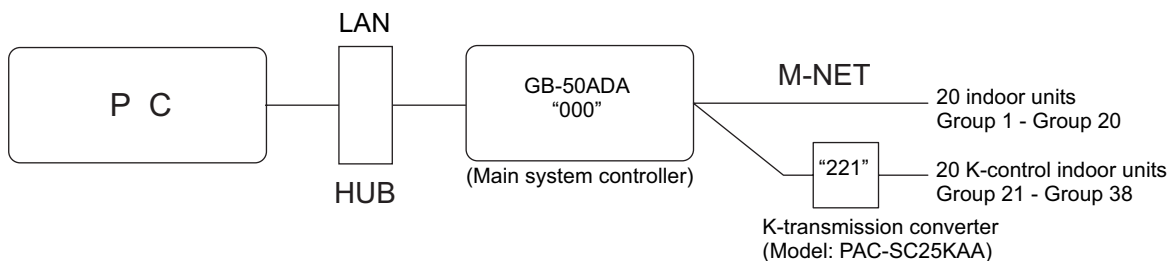 LAN
P C
HUB
GB-50ADA
“000”
(Main system controller)
M-NET
20 indoor units
Group 1 - Group 20
“221”
20 K-control indoor units
Group 21 - Group 38
K-transmission converter
(Model: PAC-SC25KAA)